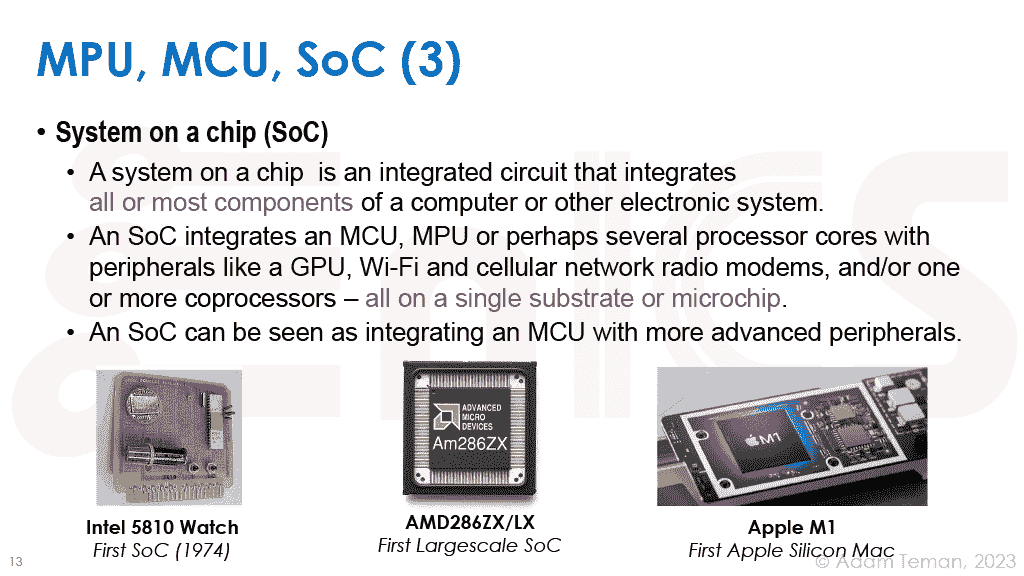 MPU, MCU, SoC (3)
• System on a chip (SoC)
• A system on a chip is an integrated circuit that integrates
all or most components of a computer or other electronic system.
• An SoC integrates an MCU, MPU or perhaps several processor cores with
peripherals like a GPU, Wi-Fi and cellular network radio modems, and/or one
or more coprocessors – all on a single substrate or microchip.
• An SoC can be seen as integrating an MCU with more advanced peripherals.
ADVANCED
MICRO
DEVICES
Am286ZX
M1
Intel 5810 Watch
First SoC (1974)
AMD286ZX/LX
First Largescale SoC
Apple M1
First Apple Silicon Mac
13
© Adam Teman, 2023
EnICS